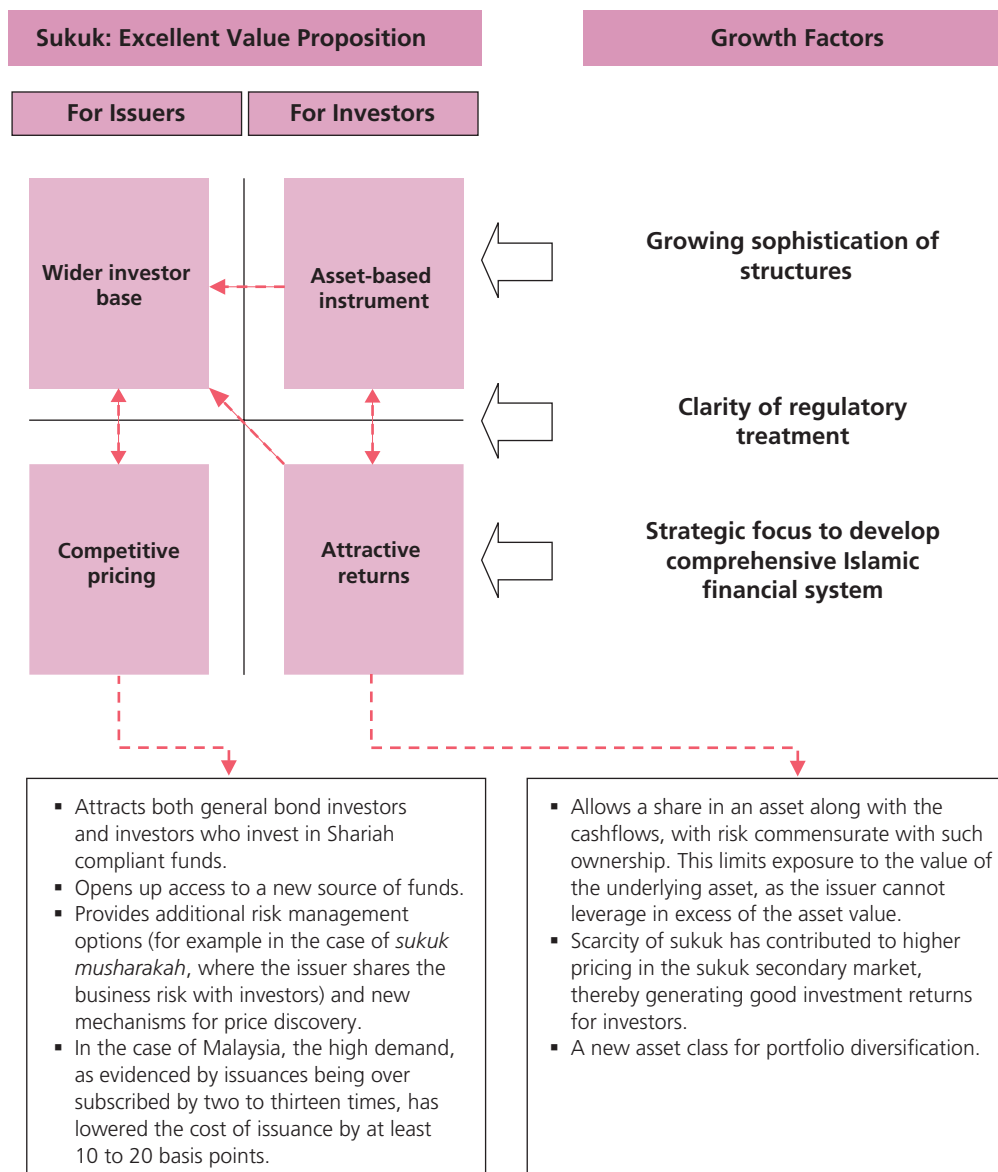 Sukuk: Excellent Value Proposition
Growth Factors
For Issuers
For Investors
Wider investor
base
Asset-based
instrument
Competitive
pricing
Attractive
returns
Growing sophistication of
structures
Clarity of regulatory
treatment
Strategic focus to develop
comprehensive Islamic
financial system
▪ Attracts both general bond investors
and investors who invest in Shariah
compliant funds.
▪ Opens up access to a new source of funds.
▪ Provides additional risk management
options (for example in the case of sukuk
musharakah, where the issuer shares the
business risk with investors) and new
mechanisms for price discovery.
▪ In the case of Malaysia, the high demand,
as evidenced by issuances being over
subscribed by two to thirteen times, has
lowered the cost of issuance by at least
10 to 20 basis points.
▪ Allows a share in an asset along with the
cashflows, with risk commensurate with such
ownership. This limits exposure to the value of
the underlying asset, as the issuer cannot
leverage in excess of the asset value.
▪ Scarcity of sukuk has contributed to higher
pricing in the sukuk secondary market,
thereby generating good investment returns
for investors.
▪ A new asset class for portfolio diversification.